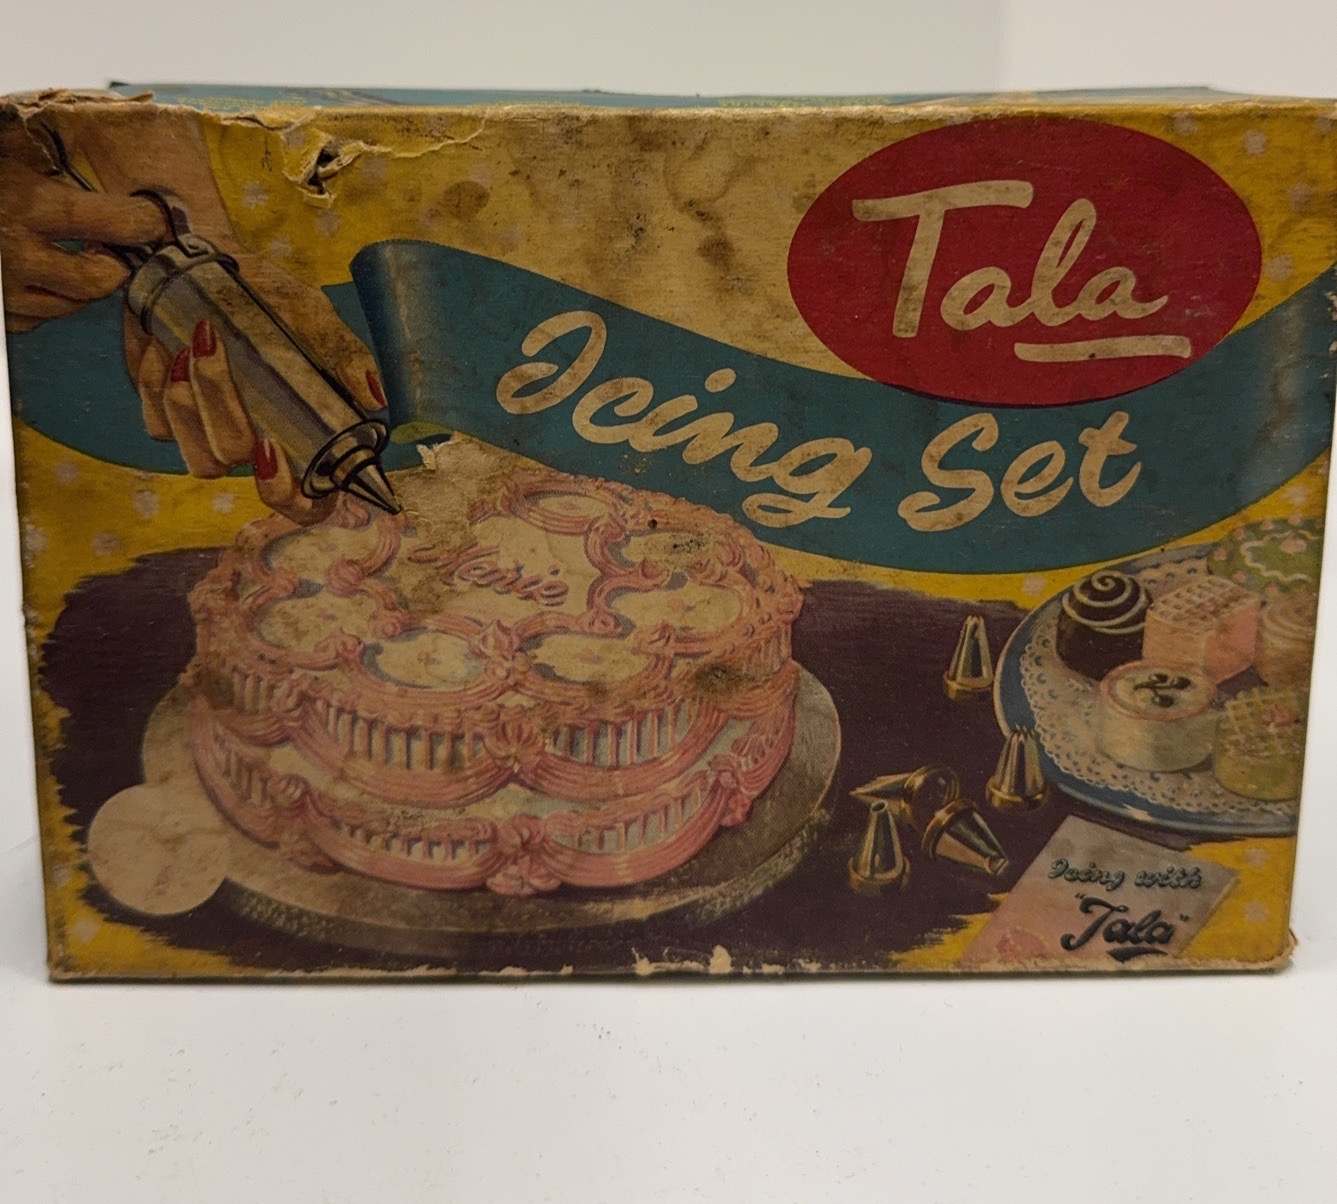 Tala
Icing Set
Marie
Icing with
"Tala"